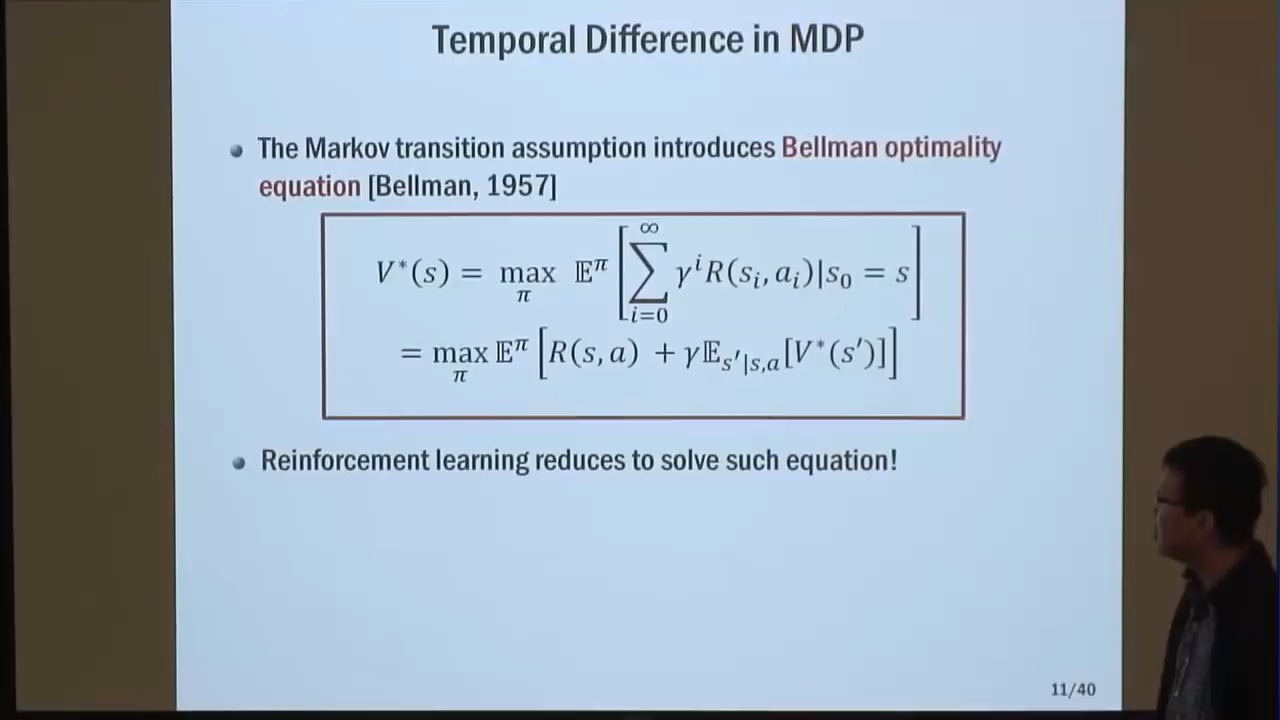 Temporal Difference in MDP
The Markov transition assumption introduces Bellman optimality
equation [Bellman, 1957]
V*(s) = max_π 𝔼^π [∑_{i=0}^{∞} γ^i R(s_i, a_i)|s_0 = s]
= max_π 𝔼^π [R(s, a) + γ𝔼_{s′|s,a}[V*(s′)]]
Reinforcement learning reduces to solve such equation!
11/40